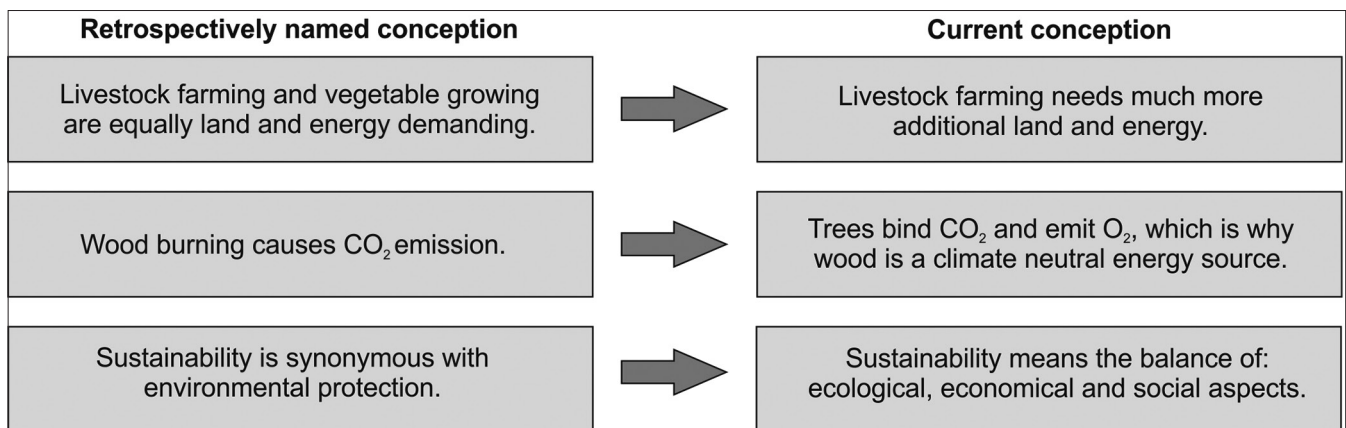 Retrospectively named conception
Current conception
Livestock farming and vegetable growing
are equally land and energy demanding.
Livestock farming needs much more
additional land and energy.
Wood burning causes CO₂ emission.
Trees bind CO₂ and emit O₂, which is why
wood is a climate neutral energy source.
Sustainability is synonymous with
environmental protection.
Sustainability means the balance of:
ecological, economical and social aspects.